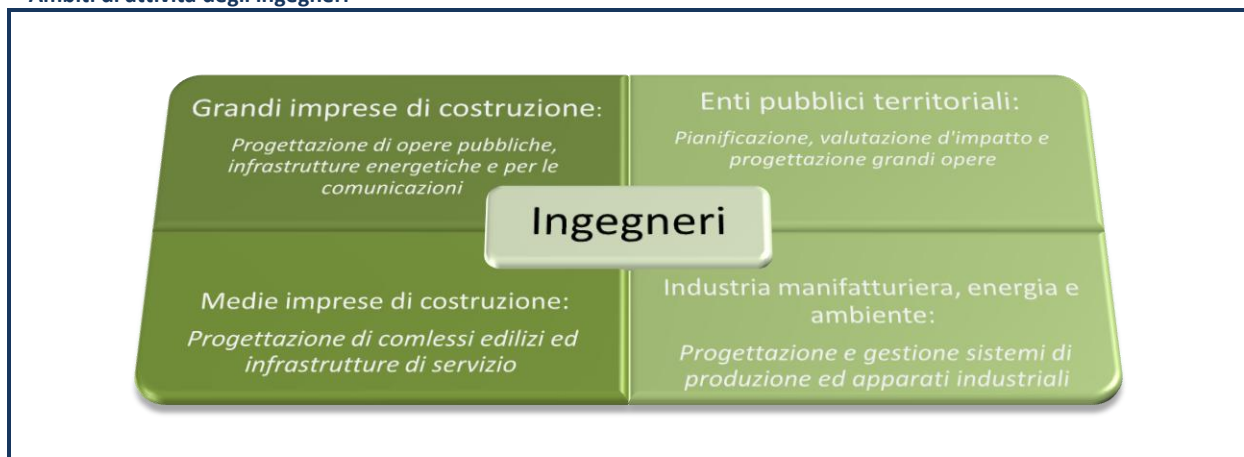 Ambiti di attività degli ingegneri
Grandi imprese di costruzione:
Progettazione di opere pubbliche,
infrastrutture energetiche e per le
comunicazioni
Enti pubblici territoriali:
Pianificazione, valutazione d'impatto e
progettazione grandi opere
Ingegneri
Medie imprese di costruzione:
Progettazione di comlessi edilizi ed
infrastrutture di servizio
Industria manifatturiera, energia e
ambiente:
Progettazione e gestione sistemi di
produzione ed apparati industriali